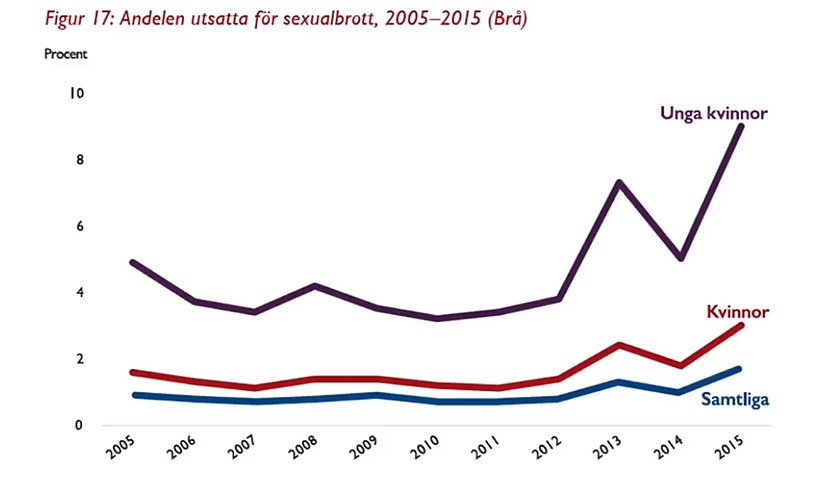 Figur 17: Andelen utsatta för sexualbrott, 2005–2015 (Brå)
Procent
10
Unga kvinnor
8
6
4
Kvinnor
2
Samtliga
0
2005 2006 2007 2008 2009 2010 2011 2012 2013 2014 2015